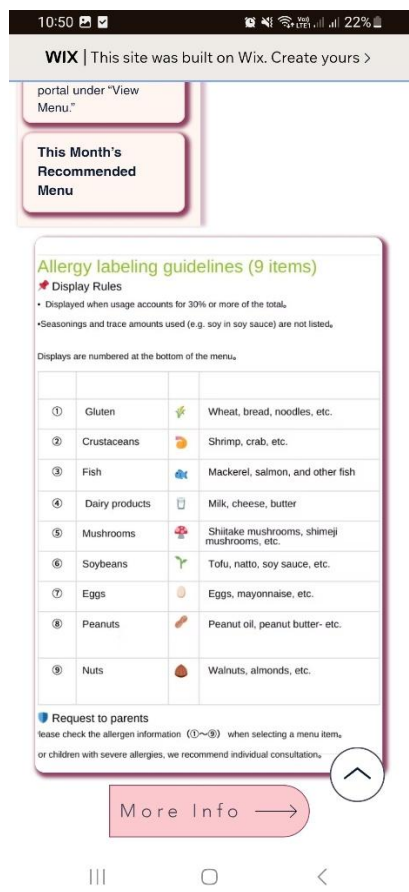 10:50 22%
WIX | This site was built on Wix. Create yours >
portal under "View
Menu."
This Month's
Recommended
Menu
Allergy labeling guidelines (9 items)
Display Rules
• Displayed when usage accounts for 30% or more of the total。
•Seasonings and trace amounts used (e.g. soy in soy sauce) are not listed。
Displays are numbered at the bottom of the menu。
① Gluten Wheat, bread, noodles, etc.
② Crustaceans Shrimp, crab, etc.
③ Fish Mackerel, salmon, and other fish
④ Dairy products Milk, cheese, butter
⑤ Mushrooms Shiitake mushrooms, shimeji
mushrooms, etc.
⑥ Soybeans Tofu, natto, soy sauce, etc.
⑦ Eggs Eggs, mayonnaise, etc.
⑧ Peanuts Peanut oil, peanut butter- etc.
⑨ Nuts Walnuts, almonds, etc.
Request to parents
lease check the allergen information (①〜⑨) when selecting a menu item。
or children with severe allergies, we recommend individual consultation。
More Info